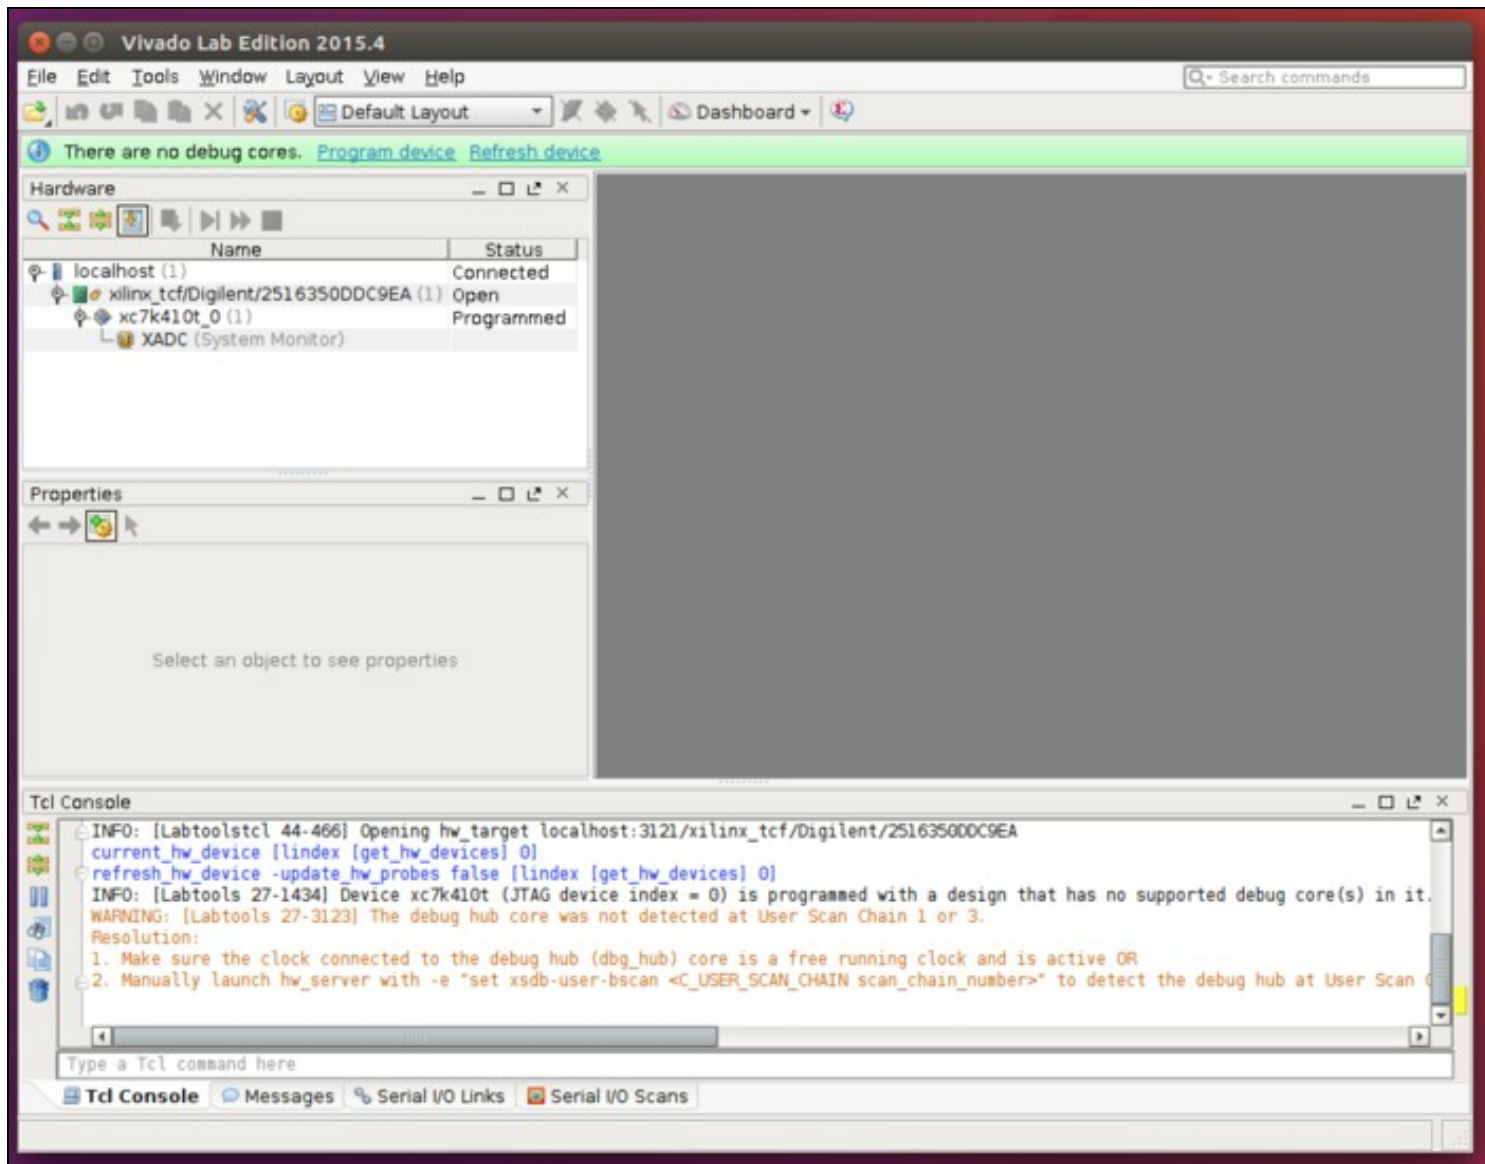 Vivado Lab Edition 2015.4
File Edit Tools Window Layout View Help
Search commands
Default Layout
Dashboard
There are no debug cores. Program device Refresh device
Hardware
Name Status
localhost (1) Connected
xilinx_tcf/Digilent/2516350DDC9EA (1) Open
xc7k410t_0 (1) Programmed
XADC (System Monitor)
Properties
Select an object to see properties
Tcl Console
INFO: [Labtoolstcl 44-466] Opening hw_target localhost:3121/xilinx_tcf/Digilent/2516350DDC9EA
current_hw_device [lindex [get_hw_devices] 0]
refresh_hw_device -update_hw_probes false [lindex [get_hw_devices] 0]
INFO: [Labtools 27-1434] Device xc7k410t (JTAG device index = 0) is programmed with a design that has no supported debug core(s) in it.
WARNING: [Labtools 27-3123] The debug hub core was not detected at User Scan Chain 1 or 3.
Resolution:
1. Make sure the clock connected to the debug hub (dbg_hub) core is a free running clock and is active OR
2. Manually launch hw_server with -e "set xsdb-user-bscan <C_USER_SCAN_CHAIN scan_chain_number>" to detect the debug hub at User Scan
Type a Tcl command here
Tcl Console Messages Serial I/O Links Serial I/O Scans